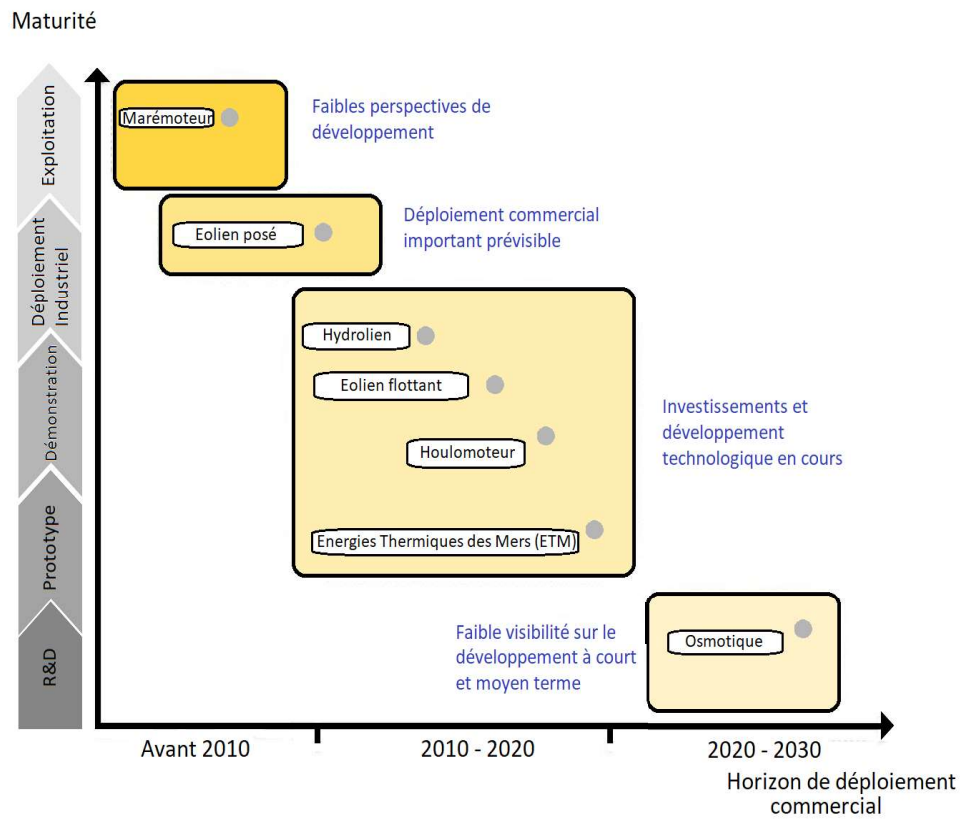 Maturité
Exploitation
Déploiement
Industriel
Démonstration
Prototype
R&D
Marémoteur
Faibles perspectives de
développement
Eolien posé
Déploiement commercial
important prévisible
Hydrolien
Eolien flottant
Houlomoteur
Energies Thermiques des Mers (ETM)
Investissements et
développement
technologique en cours
Faible visibilité sur le
développement à court
et moyen terme
Osmotique
Avant 2010
2010 - 2020
2020 - 2030
Horizon de déploiement
commercial